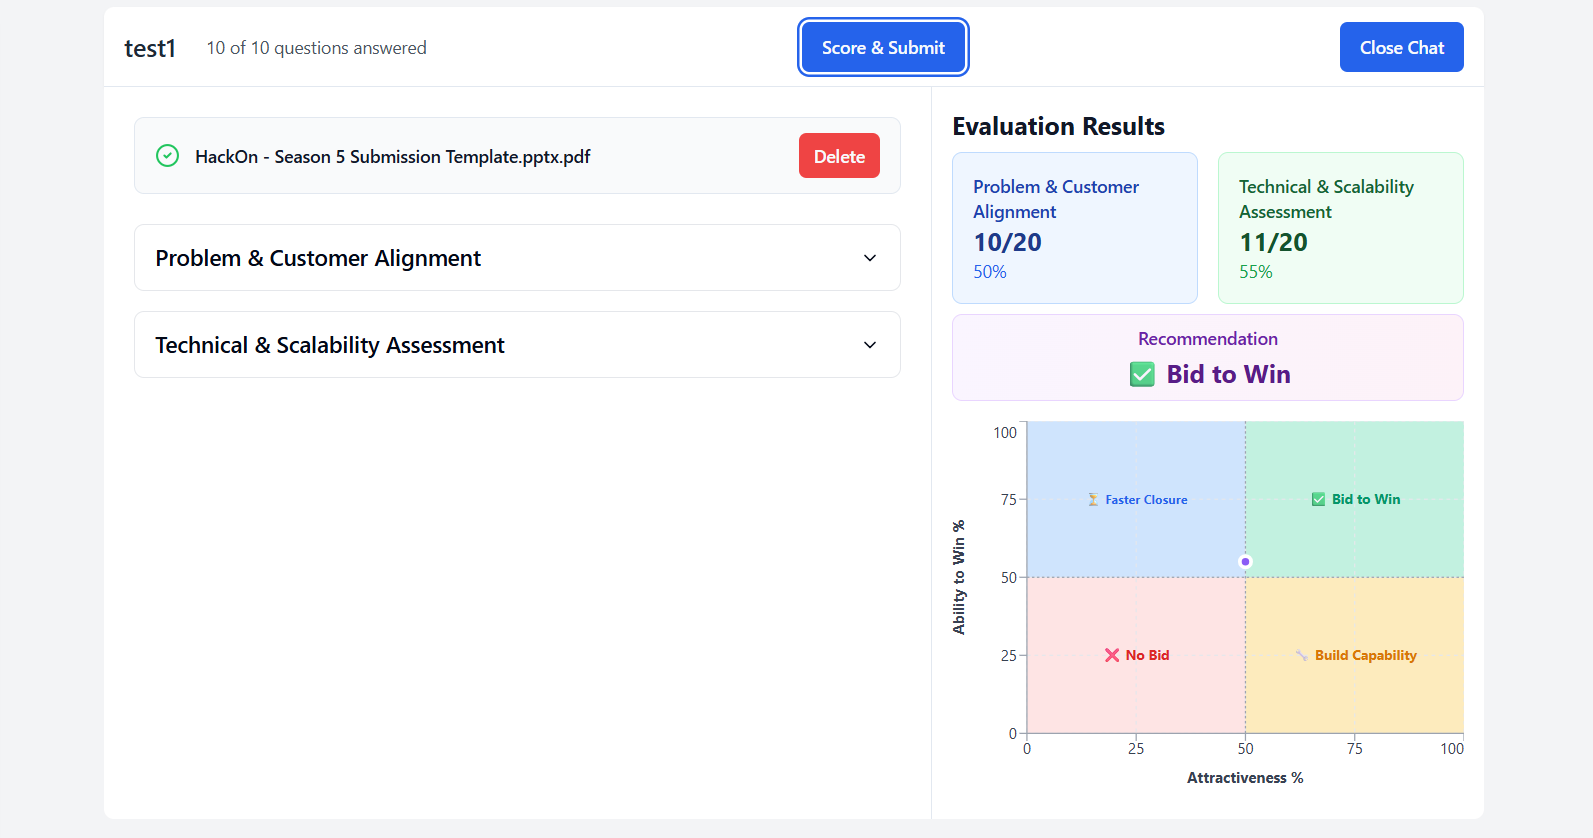 test1
10 of 10 questions answered
Score & Submit
Close Chat
HackOn - Season 5 Submission Template.pptx.pdf
Delete
Problem & Customer Alignment
Technical & Scalability Assessment
Evaluation Results
Problem & Customer
Alignment
10/20
50%
Technical & Scalability
Assessment
11/20
55%
Recommendation
✅ Bid to Win
100
75
50
25
0
Ability to Win %
⏳ Faster Closure
✅ Bid to Win
❌ No Bid
🔧 Build Capability
0
25
50
75
100
Attractiveness %